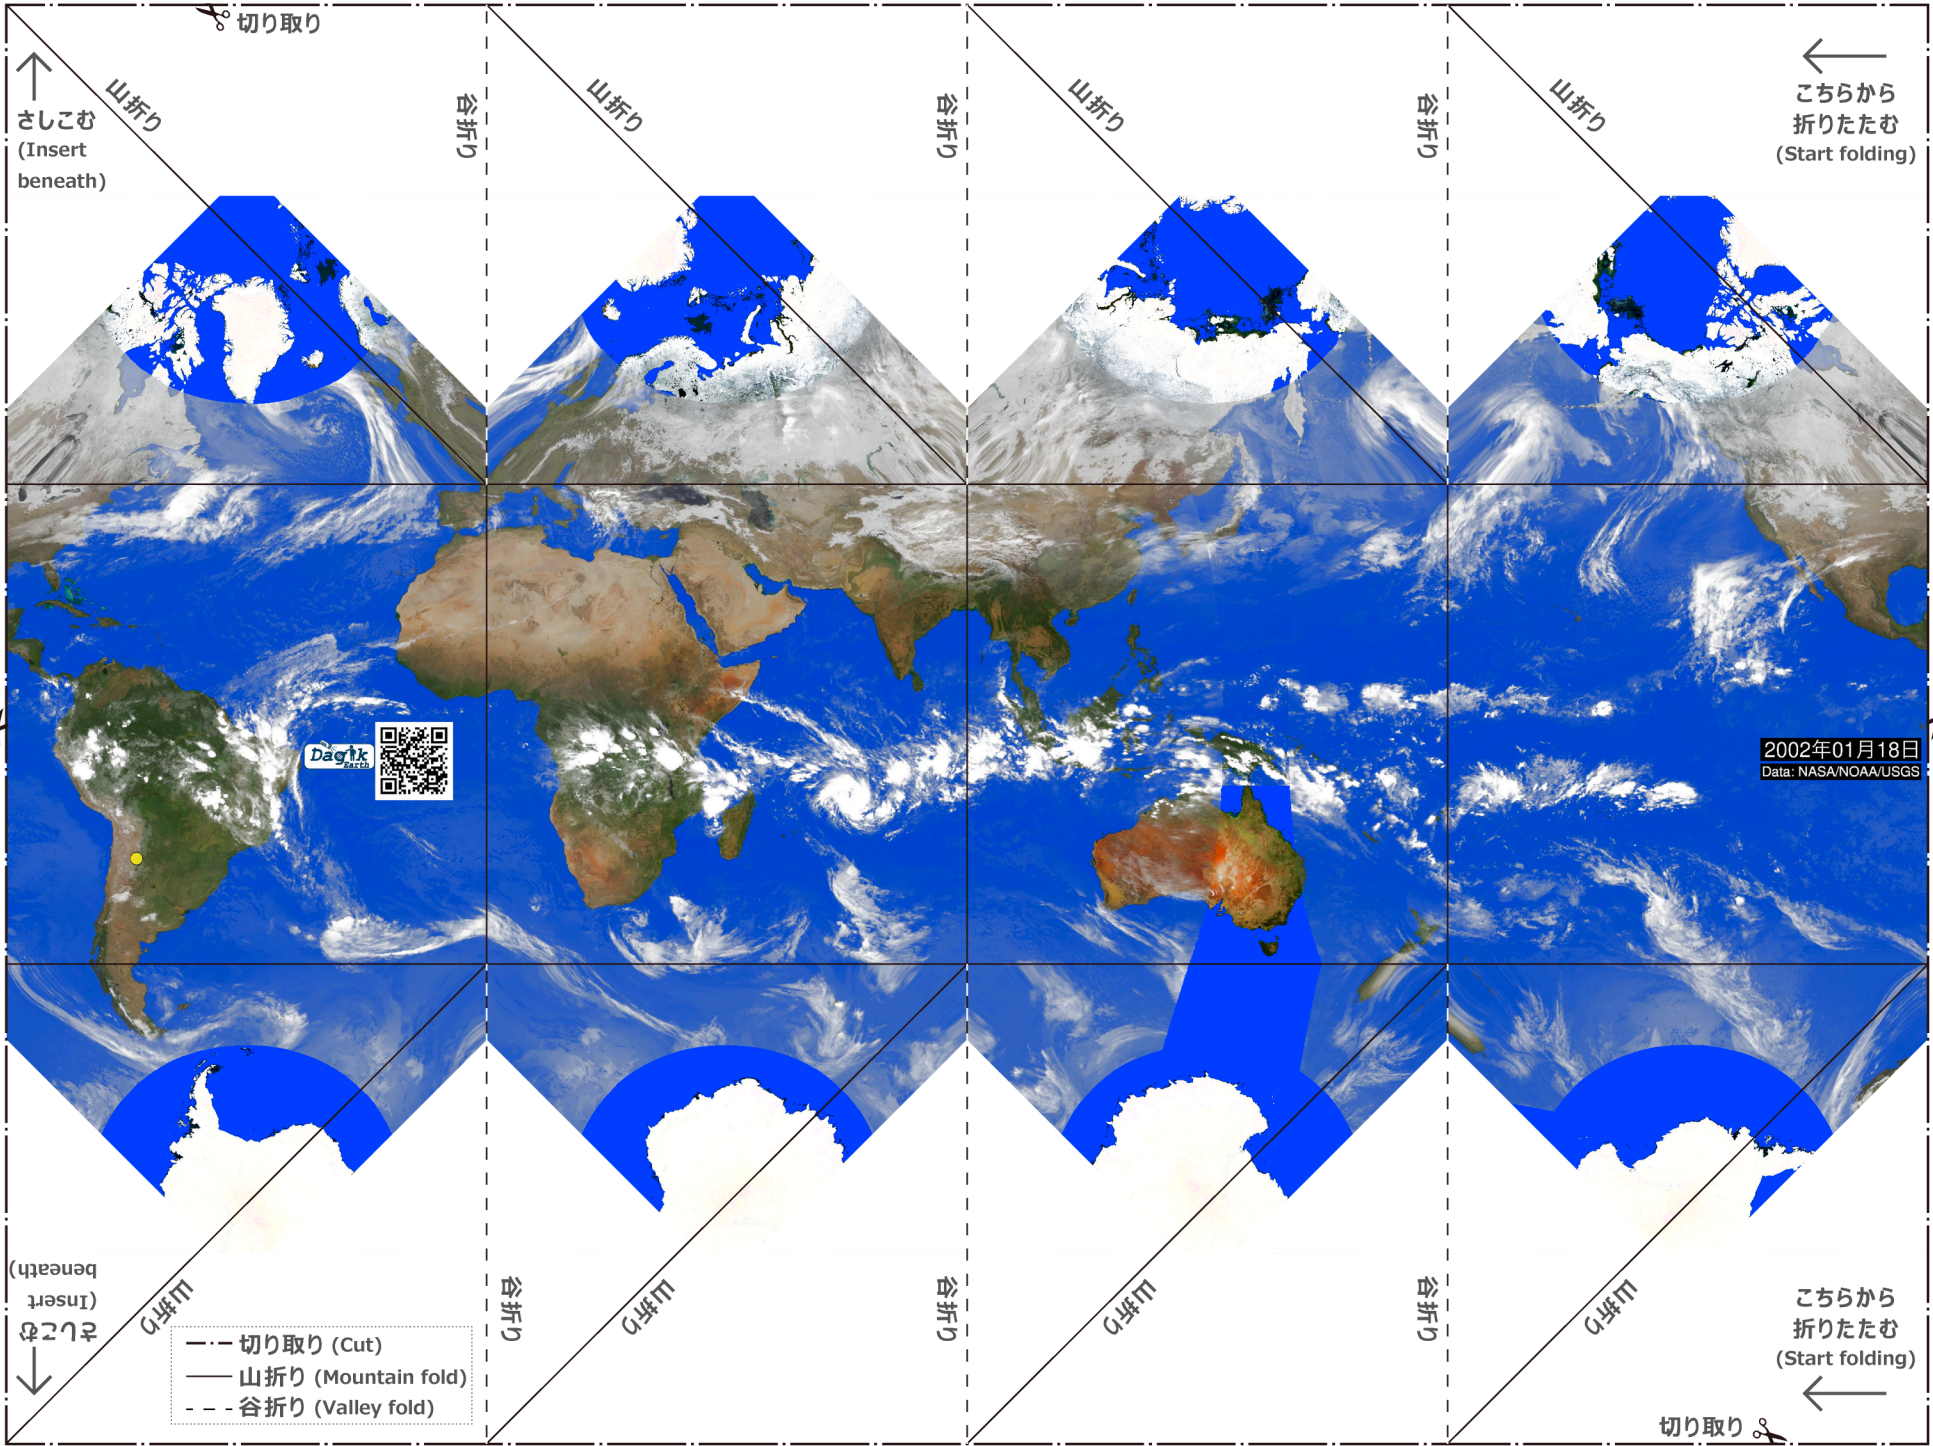 切り取り
山折り
谷折り
山折り
谷折り
山折り
谷折り
山折り
さしこむ
(Insert
beneath)
こちらから
折りたたむ
(Start folding)
Dagik
Earth
2002年01月18日
Data: NASA/NOAA/USGS
さしこむ
(Insert
beneath)
山折り
谷折り
山折り
谷折り
山折り
谷折り
山折り
こちらから
折りたたむ
(Start folding)
切り取り (Cut)
山折り (Mountain fold)
谷折り (Valley fold)
切り取り